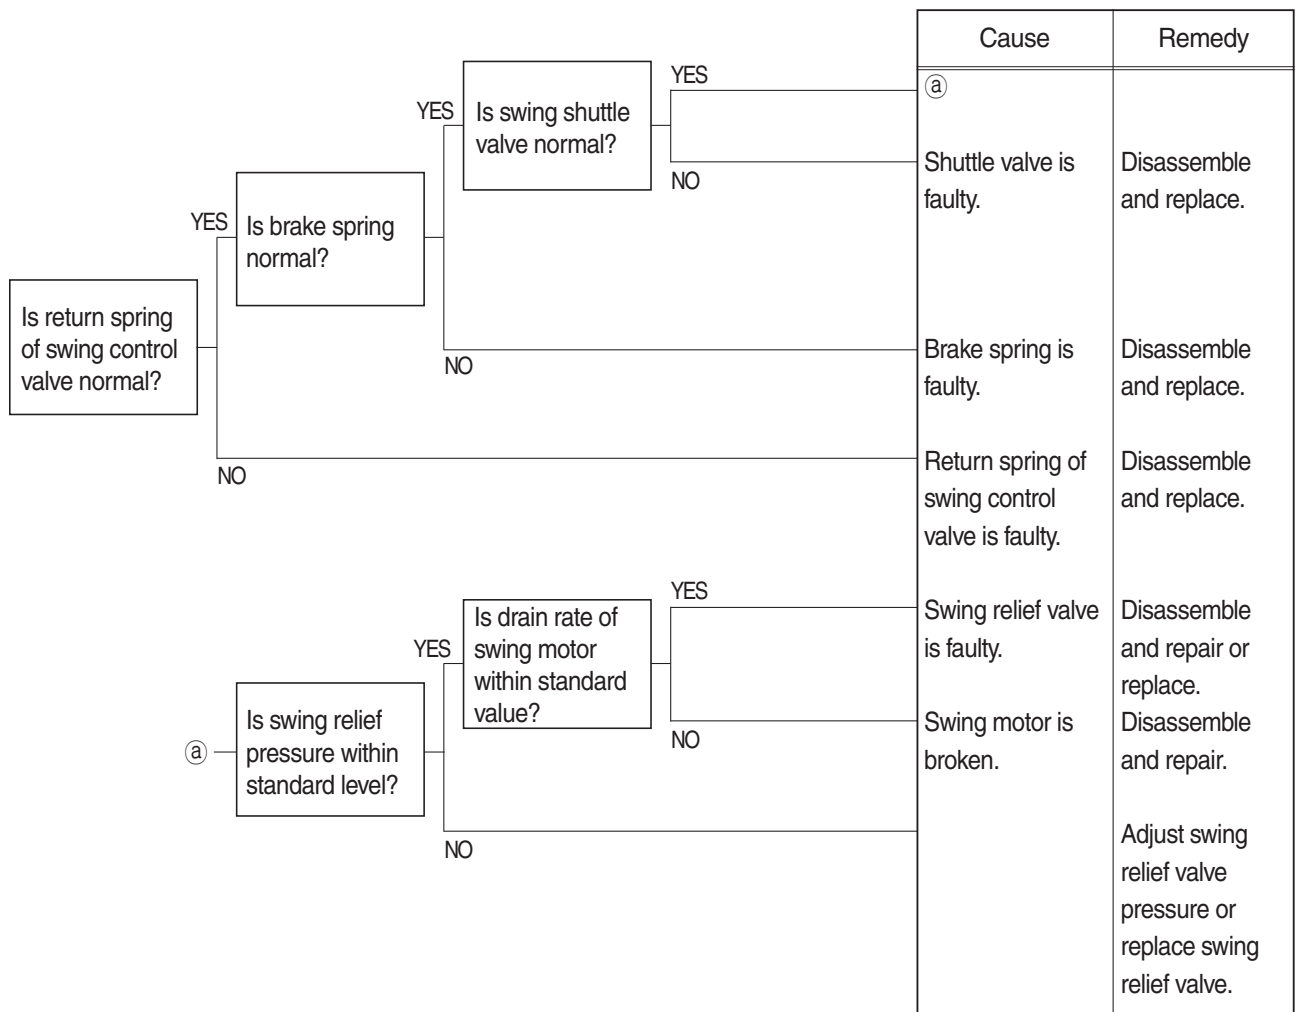 Cause
Remedy
YES
ⓐ
Is swing shuttle
valve normal?
YES
NO
Shuttle valve is
faulty.
Disassemble
and replace.
YES
Is brake spring
normal?
NO
Brake spring is
faulty.
Disassemble
and replace.
Is return spring
of swing control
valve normal?
NO
Return spring of
swing control
valve is faulty.
Disassemble
and replace.
YES
Is drain rate of
swing motor
within standard
value?
YES
Swing relief valve
is faulty.
Disassemble
and repair or
replace.
NO
Swing motor is
broken.
Disassemble
and repair.
ⓐ
Is swing relief
pressure within
standard level?
NO
Adjust swing
relief valve
pressure or
replace swing
relief valve.